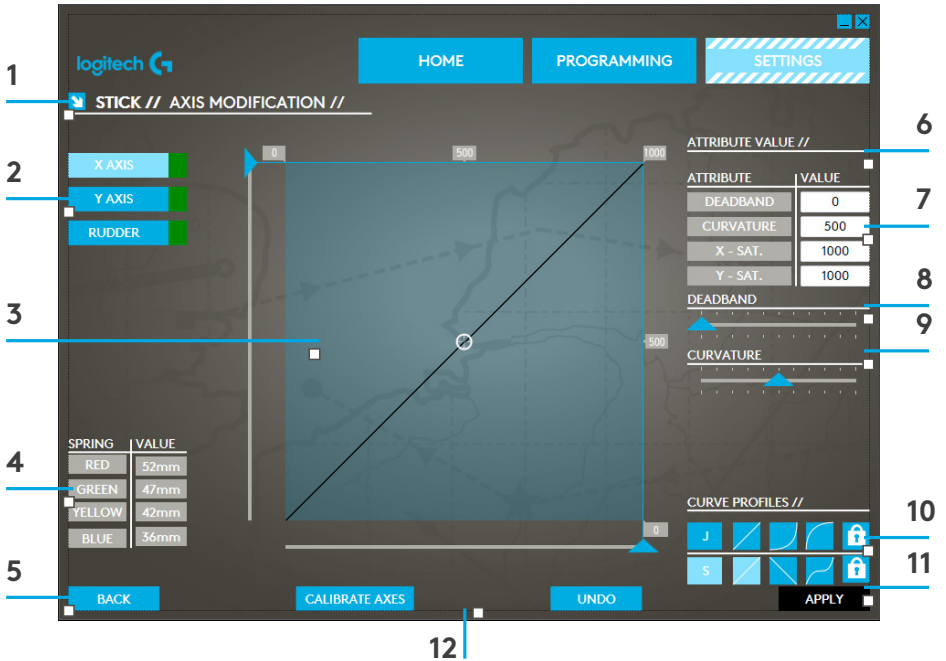 logitech G
HOME
PROGRAMMING
SETTINGS
1
STICK // AXIS MODIFICATION //
6
ATTRIBUTE VALUE //
0
500
1000
2
X AXIS
Y AXIS
RUDDER
7
ATTRIBUTE VALUE
DEADBAND 0
CURVATURE 500
X - SAT. 1000
Y - SAT. 1000
8
DEADBAND
9
3
500
CURVATURE
SPRING VALUE
4
RED 52mm
GREEN 47mm
YELLOW 42mm
BLUE 36mm
CURVE PROFILES //
10
0
J
11
S
5
BACK
CALIBRATE AXES
UNDO
APPLY
12